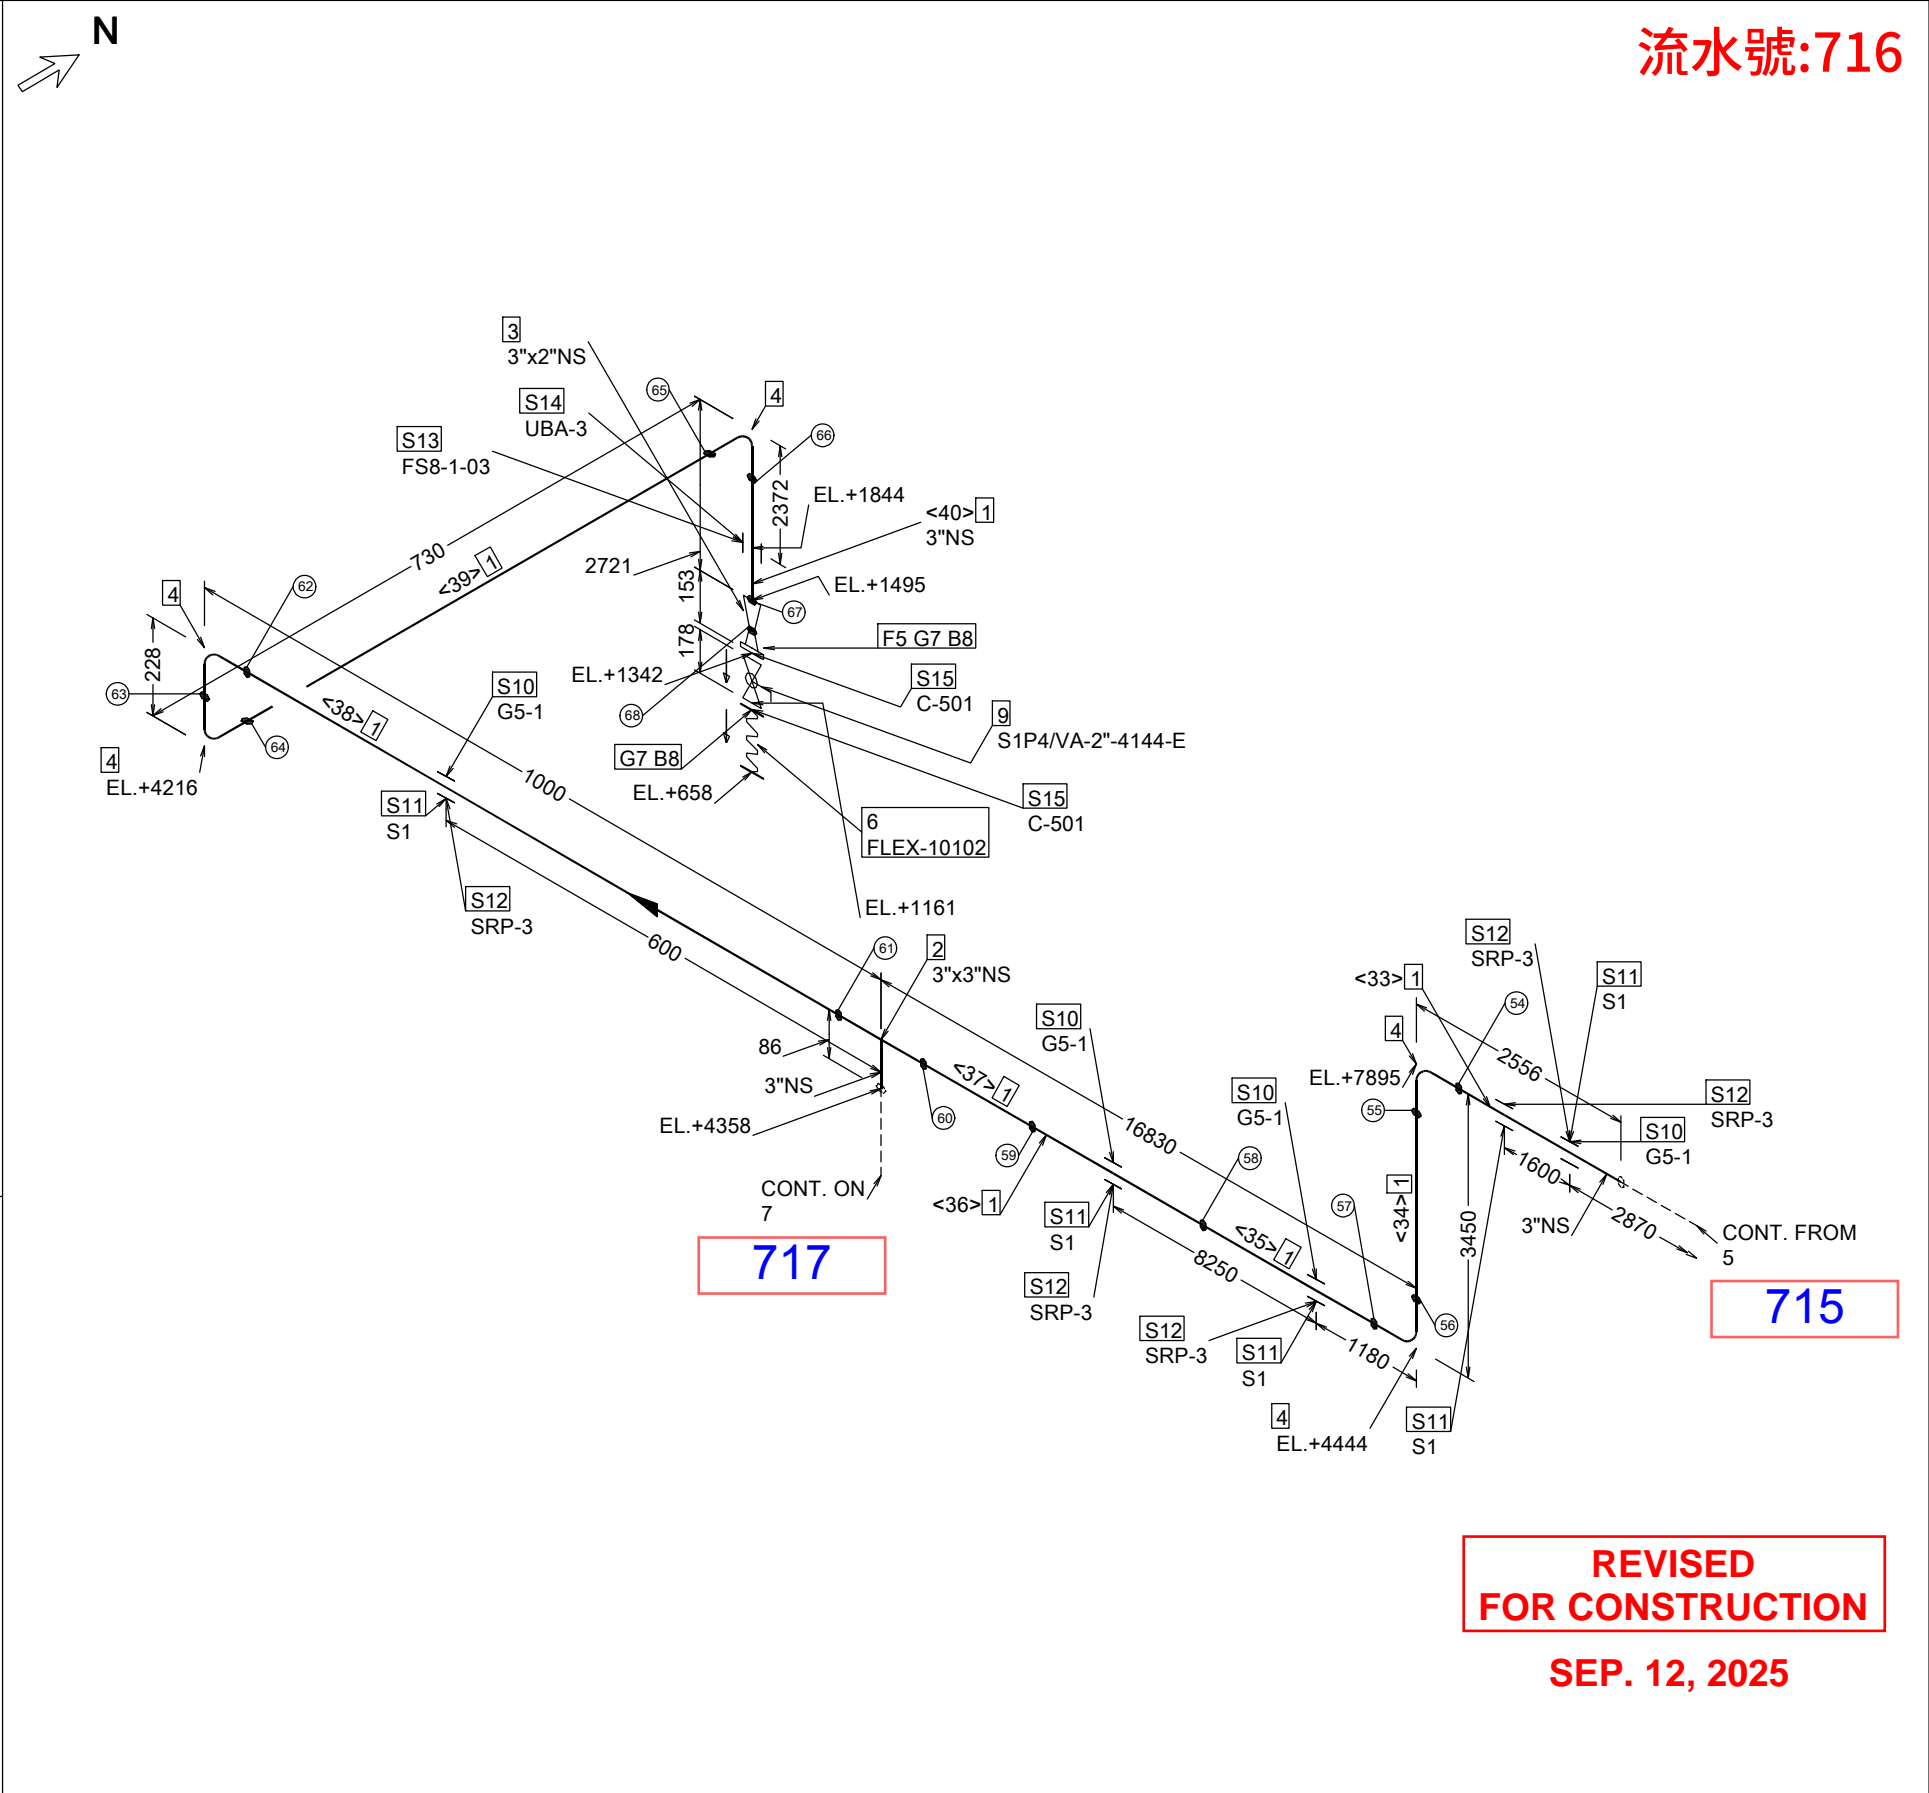 N
流水號:716
3
3"x2"NS
65
4
S14
UBA-3
66
S13
FS8-1-03
EL.+1844
2372
<40> 1
3"NS
730
2721
<39> 1
153
EL.+1495
62
4
67
178
F5 G7 B8
228
EL.+1342
S15
C-501
63
S10
G5-1
<38> 1
68
9
S1P4/VA-2"-4144-E
64
G7 B8
4
EL.+4216
EL.+658
1000
S15
C-501
S11
S1
6
FLEX-10102
S12
SRP-3
EL.+1161
600
61
2
3"x3"NS
S12
SRP-3
<33> 1
S11
S1
54
S10
G5-1
4
86
EL.+7895
2556
3"NS
<37> 1
S10
G5-1
S12
SRP-3
55
60
EL.+4358
16830
S10
G5-1
59
58
1600
CONT. ON
7
<36> 1
57
<34> 1
3450
3"NS
2870
CONT. FROM
5
S11
S1
<35> 1
717
8250
S12
SRP-3
715
56
S12
SRP-3
S11
S1
1180
4
EL.+4444
S11
S1
REVISED
FOR CONSTRUCTION
SEP. 12, 2025